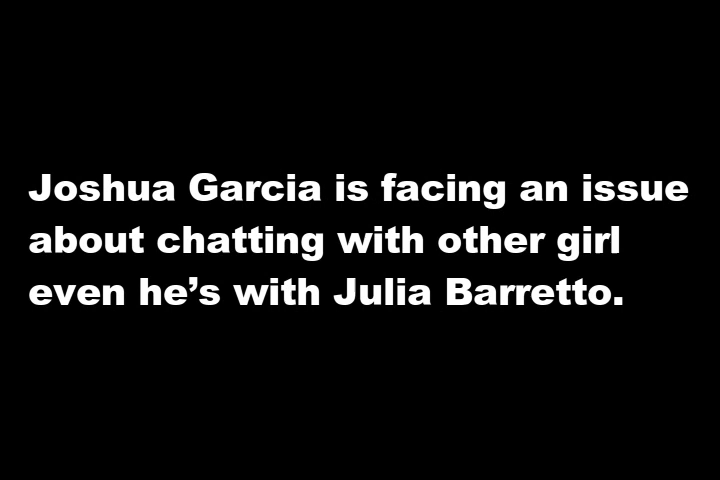 Joshua Garcia is facing an issue
about chatting with other girl
even he’s with Julia Barretto.